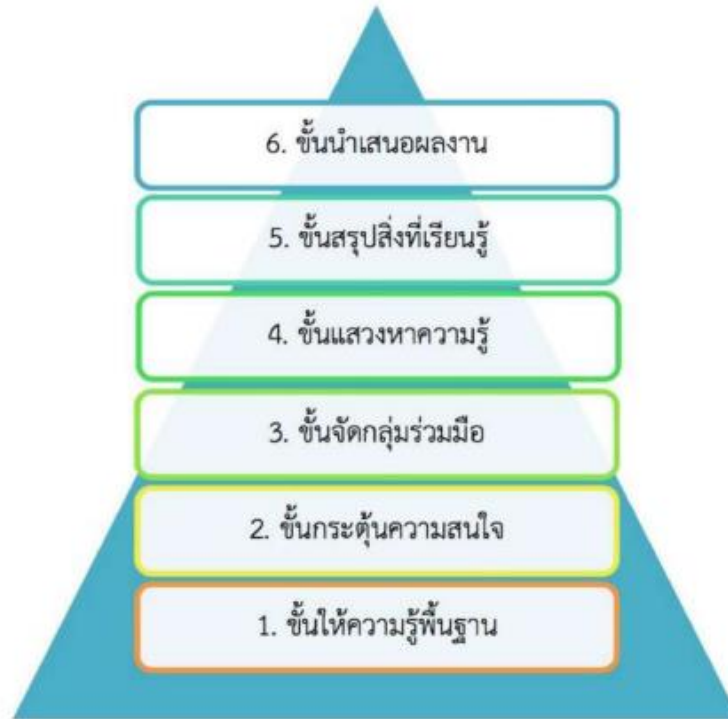 6. ขั้นนำเสนอผลงาน
5. ขั้นสรุปสิ่งที่เรียนรู้
4. ขั้นแสวงหาความรู้
3. ขั้นจัดกลุ่มร่วมมือ
2. ขั้นกระตุ้นความสนใจ
1. ขั้นให้ความรู้พื้นฐาน